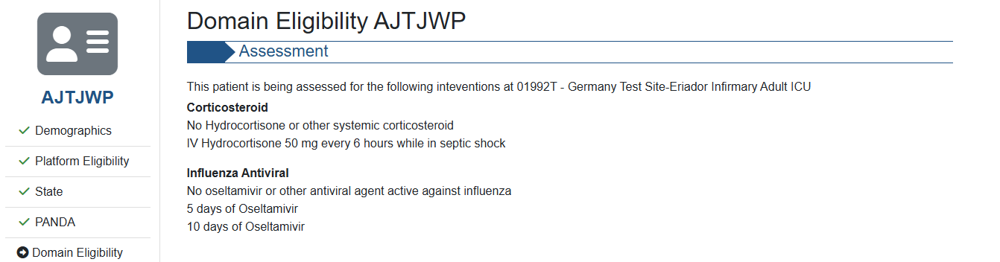 AJTJWP
Demographics
Platform Eligibility
State
PANDA
Domain Eligibility
Domain Eligibility AJTJWP
Assessment
This patient is being assessed for the following inteventions at 01992T - Germany Test Site-Eriador Infirmary Adult ICU
Corticosteroid
No Hydrocortisone or other systemic corticosteroid
IV Hydrocortisone 50 mg every 6 hours while in septic shock
Influenza Antiviral
No oseltamivir or other antiviral agent active against influenza
5 days of Oseltamivir
10 days of Oseltamivir